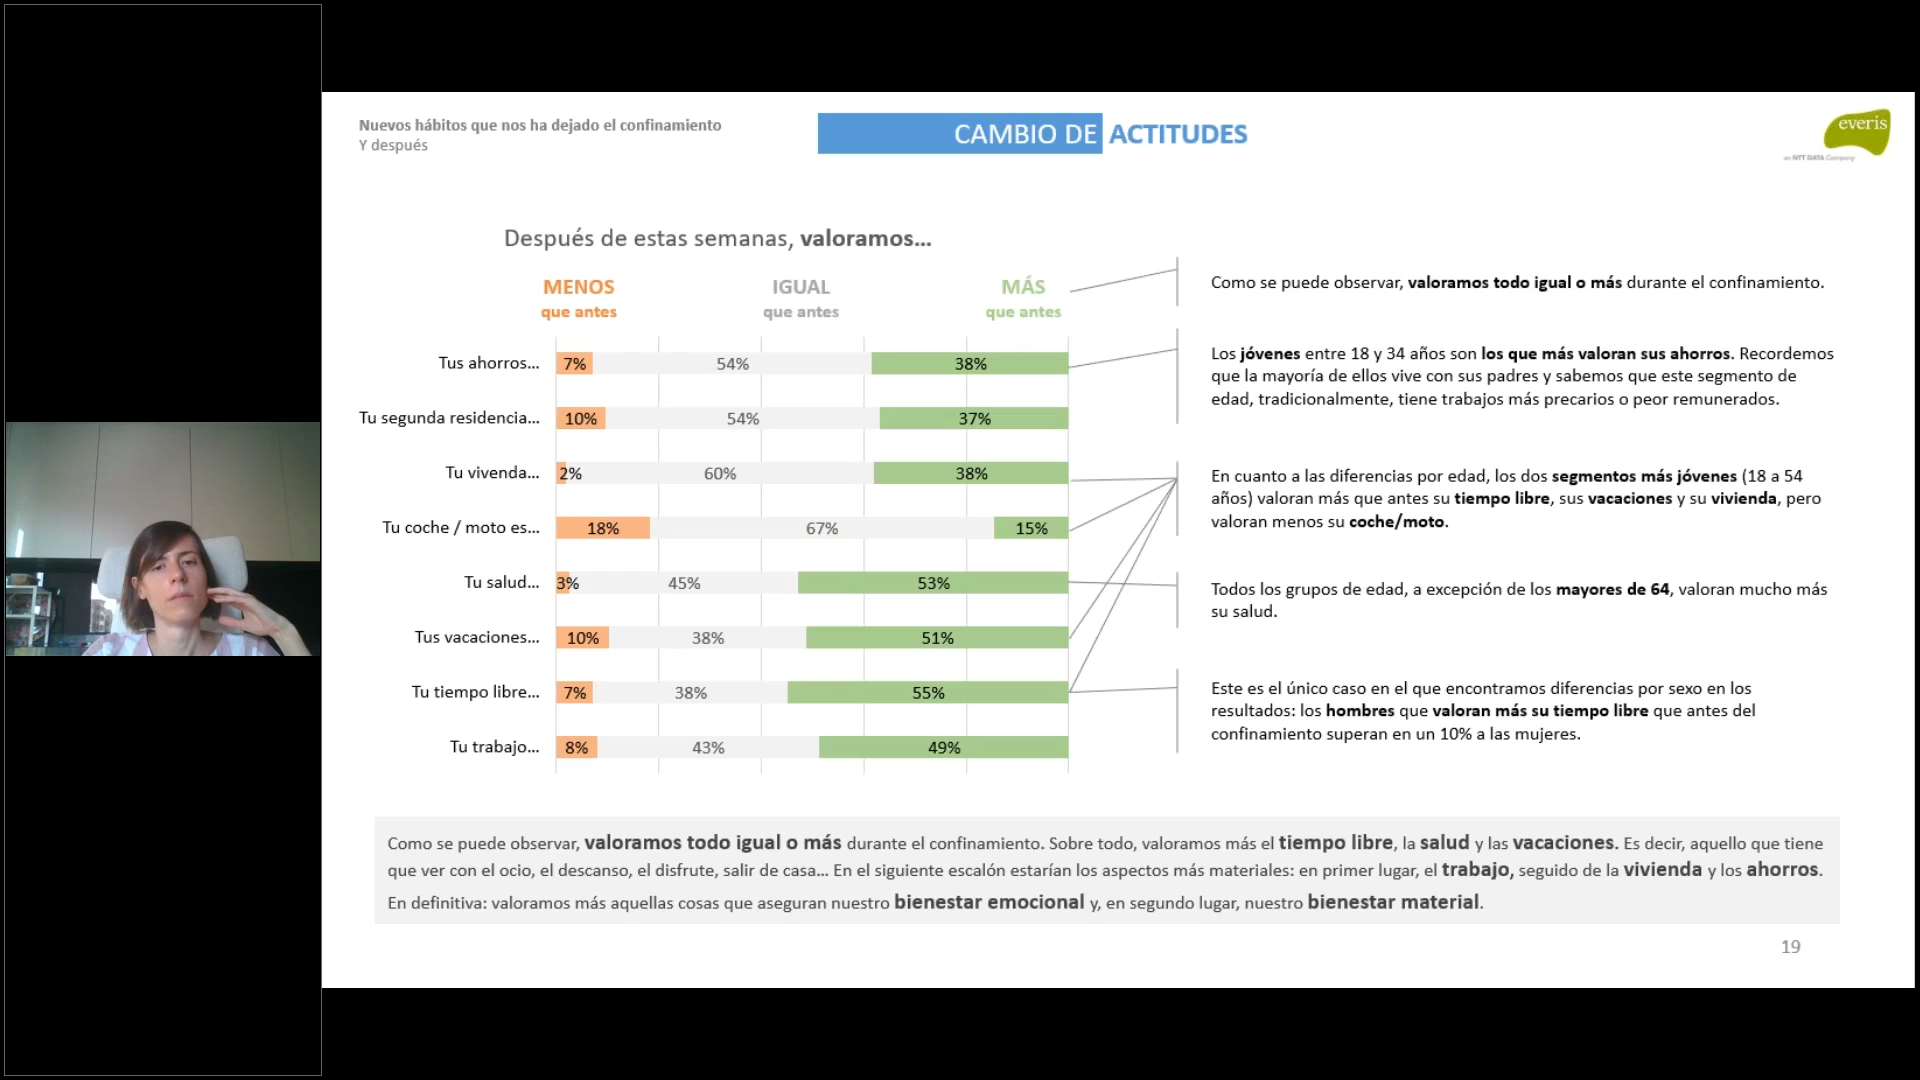 Nuevos hábitos que nos ha dejado el confinamiento
Y después
CAMBIO DE ACTITUDES
everis
an NTT DATA Company
Después de estas semanas, valoramos...
MENOS
que antes
IGUAL
que antes
MÁS
que antes
Tus ahorros... 7% 54% 38%
Tu segunda residencia... 10% 54% 37%
Tu vivenda... 2% 60% 38%
Tu coche / moto es... 18% 67% 15%
Tu salud... 3% 45% 53%
Tus vacaciones... 10% 38% 51%
Tu tiempo libre... 7% 38% 55%
Tu trabajo... 8% 43% 49%
Como se puede observar, valoramos todo igual o más durante el confinamiento.
Los jóvenes entre 18 y 34 años son los que más valoran sus ahorros. Recordemos
que la mayoría de ellos vive con sus padres y sabemos que este segmento de
edad, tradicionalmente, tiene trabajos más precarios o peor remunerados.
En cuanto a las diferencias por edad, los dos segmentos más jóvenes (18 a 54
años) valoran más que antes su tiempo libre, sus vacaciones y su vivienda, pero
valoran menos su coche/moto.
Todos los grupos de edad, a excepción de los mayores de 64, valoran mucho más
su salud.
Este es el único caso en el que encontramos diferencias por sexo en los
resultados: los hombres que valoran más su tiempo libre que antes del
confinamiento superan en un 10% a las mujeres.
Como se puede observar, valoramos todo igual o más durante el confinamiento. Sobre todo, valoramos más el tiempo libre, la salud y las vacaciones. Es decir, aquello que tiene
que ver con el ocio, el descanso, el disfrute, salir de casa... En el siguiente escalón estarían los aspectos más materiales: en primer lugar, el trabajo, seguido de la vivienda y los ahorros.
En definitiva: valoramos más aquellas cosas que aseguran nuestro bienestar emocional y, en segundo lugar, nuestro bienestar material.
19